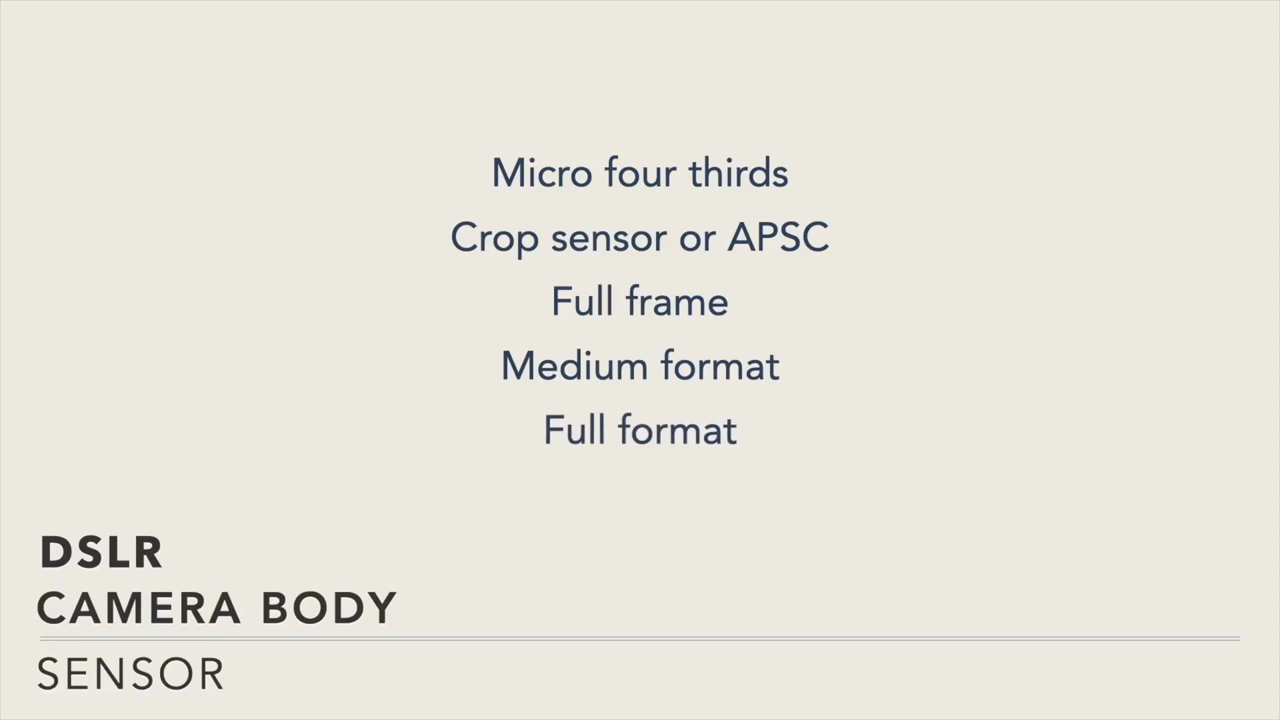 Micro four thirds
Crop sensor or APSC
Full frame
Medium format
Full format
DSLR
CAMERA BODY
SENSOR